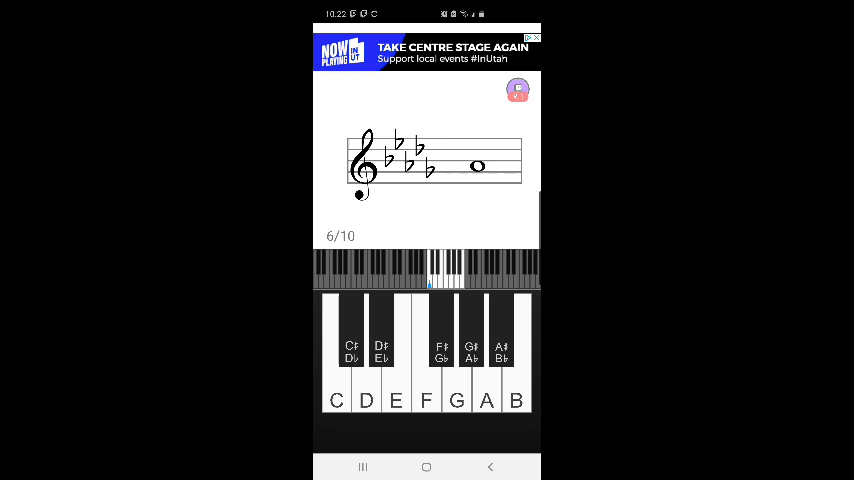 10.22
NOW PLAYING IN UT
TAKE CENTRE STAGE AGAIN
Support local events #InUtah
6/10
C♯ D♯ F♯ G♯ A♯
D♭ E♭ G♭ A♭ B♭
C D E F G A B